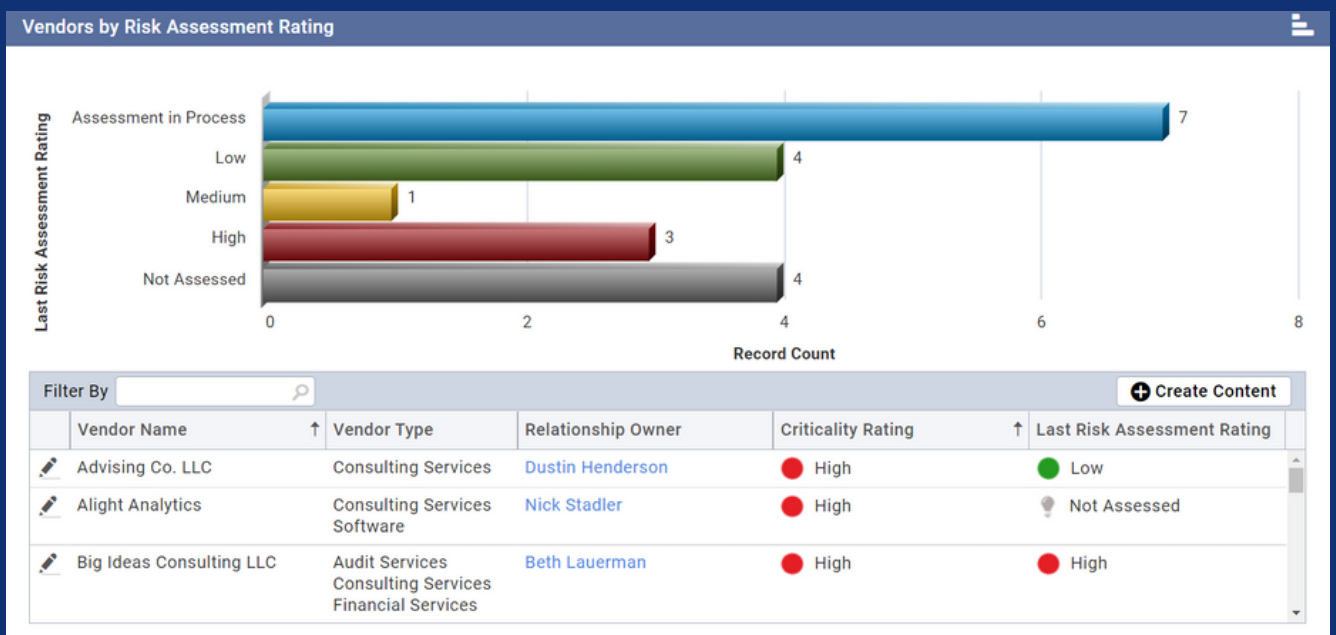 Vendors by Risk Assessment Rating
Last Risk Assessment Rating
Assessment in Process
7
Low
4
Medium
1
High
3
Not Assessed
4
0 2 4 6 8
Record Count
Filter By
Create Content
Vendor Name Vendor Type Relationship Owner Criticality Rating Last Risk Assessment Rating
Advising Co. LLC Consulting Services Dustin Henderson High Low
Alight Analytics Consulting Services Nick Stadler High Not Assessed
Software
Big Ideas Consulting LLC Audit Services Beth Lauerman High High
Consulting Services
Financial Services